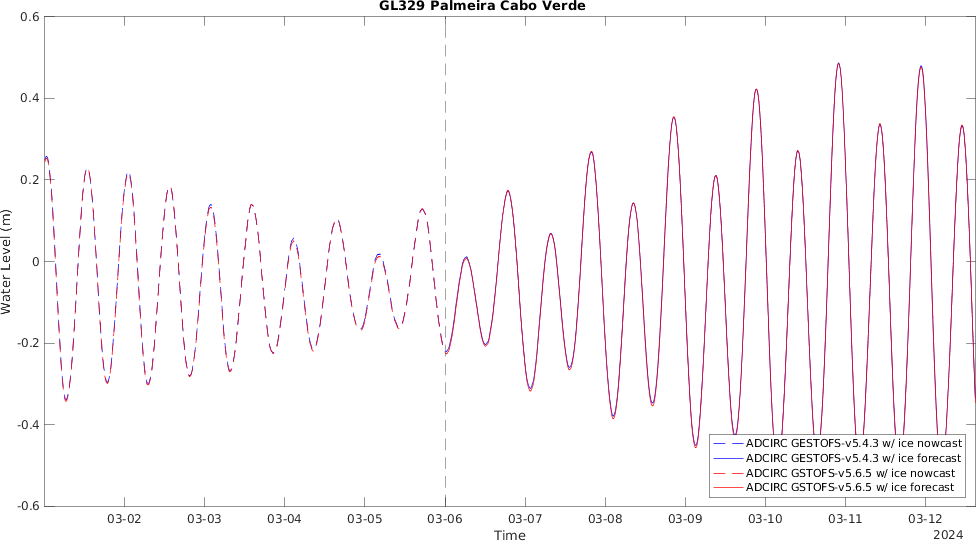 GL329 Palmeira Cabo Verde
0.6
0.4
0.2
0
-0.2
-0.4
-0.6
Water Level (m)
ADCIRC GESTOFS-v5.4.3 w/ ice nowcast
ADCIRC GESTOFS-v5.4.3 w/ ice forecast
ADCIRC GSTOFS-v5.6.5 w/ ice nowcast
ADCIRC GSTOFS-v5.6.5 w/ ice forecast
03-02 03-03 03-04 03-05 03-06 03-07 03-08 03-09 03-10 03-11 03-12
Time
2024